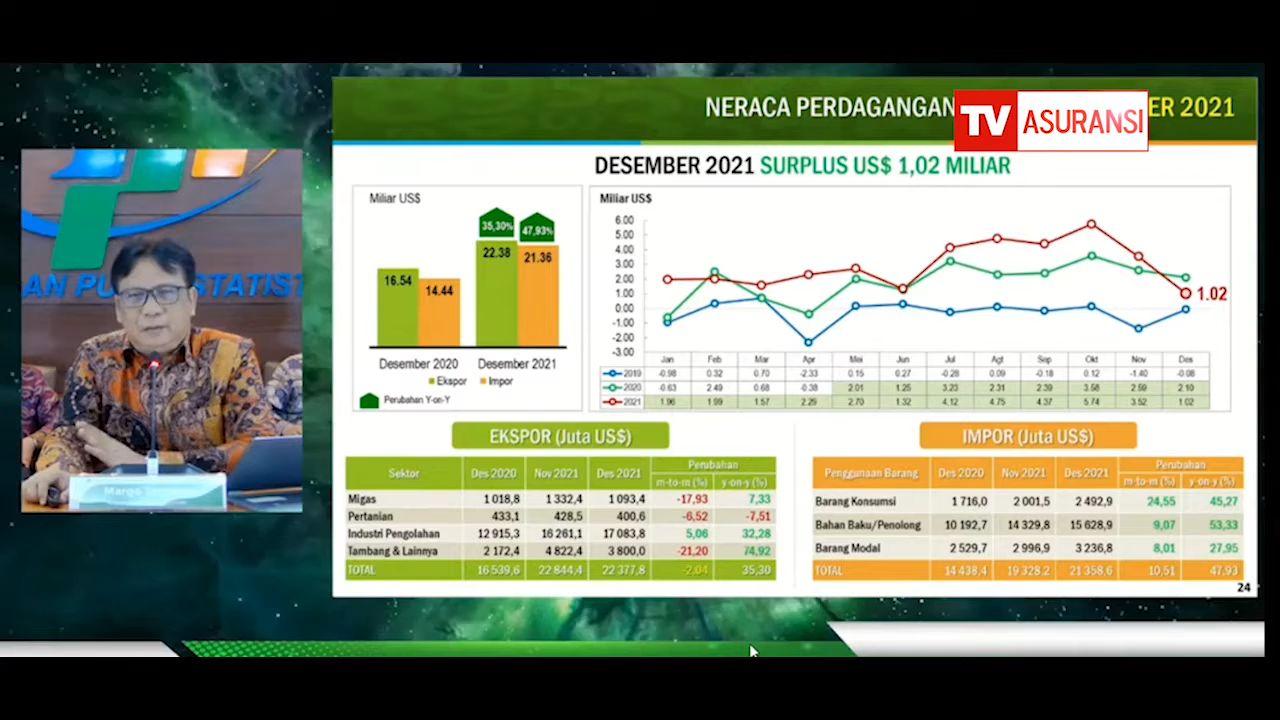 NERACA PERDAGANGAN
ER 2021
TV ASURANSI
DESEMBER 2021 SURPLUS US$ 1,02 MILIAR
AN PU STATIST
Margo
Miliar US$
35,30% 47,93%
16.54 14.44 22.38 21.36
Desember 2020 Desember 2021
Ekspor Impor
Perubahan Y-on-Y
Miliar US$
6.00
5.00
4.00
3.00
2.00
1.00
0.00
-1.00
-2.00
-3.00
1.02
Jan Feb Mar Apr Mei Jun Jul Agt Sep Okt Nov Des
2019 -0.98 0.32 0.70 -2.33 0.15 0.27 -0.28 0.09 -0.18 0.12 -1.40 -0.08
2020 -0.63 2.49 0.68 -0.38 2.01 1.25 3.23 2.31 2.39 3.58 2.59 2.10
2021 1.96 1.99 1.57 2.29 2.70 1.32 4.12 4.75 4.37 5.74 3.52 1.02
EKSPOR (Juta US$)
Sektor Des 2020 Nov 2021 Des 2021 Perubahan
m-to-m (%) y-on-y (%)
Migas 1 018,8 1 332,4 1 093,4 -17,93 7,33
Pertanian 433,1 428,5 400,6 -6,52 -7,51
Industri Pengolahan 12 915,3 16 261,1 17 083,8 5,06 32,28
Tambang & Lainnya 2 172,4 4 822,4 3 800,0 -21,20 74,92
TOTAL 16 539,6 22 844,4 22 377,8 -2,04 35,30
IMPOR (Juta US$)
Penggunaan Barang Des 2020 Nov 2021 Des 2021 Perubahan
m-to-m (%) y-on-y (%)
Barang Konsumsi 1 716,0 2 001,5 2 492,9 24,55 45,27
Bahan Baku/Penolong 10 192,7 14 329,8 15 628,9 9,07 53,33
Barang Modal 2 529,7 2 996,9 3 236,8 8,01 27,95
TOTAL 14 438,4 19 328,2 21 358,6 10,51 47,93
24